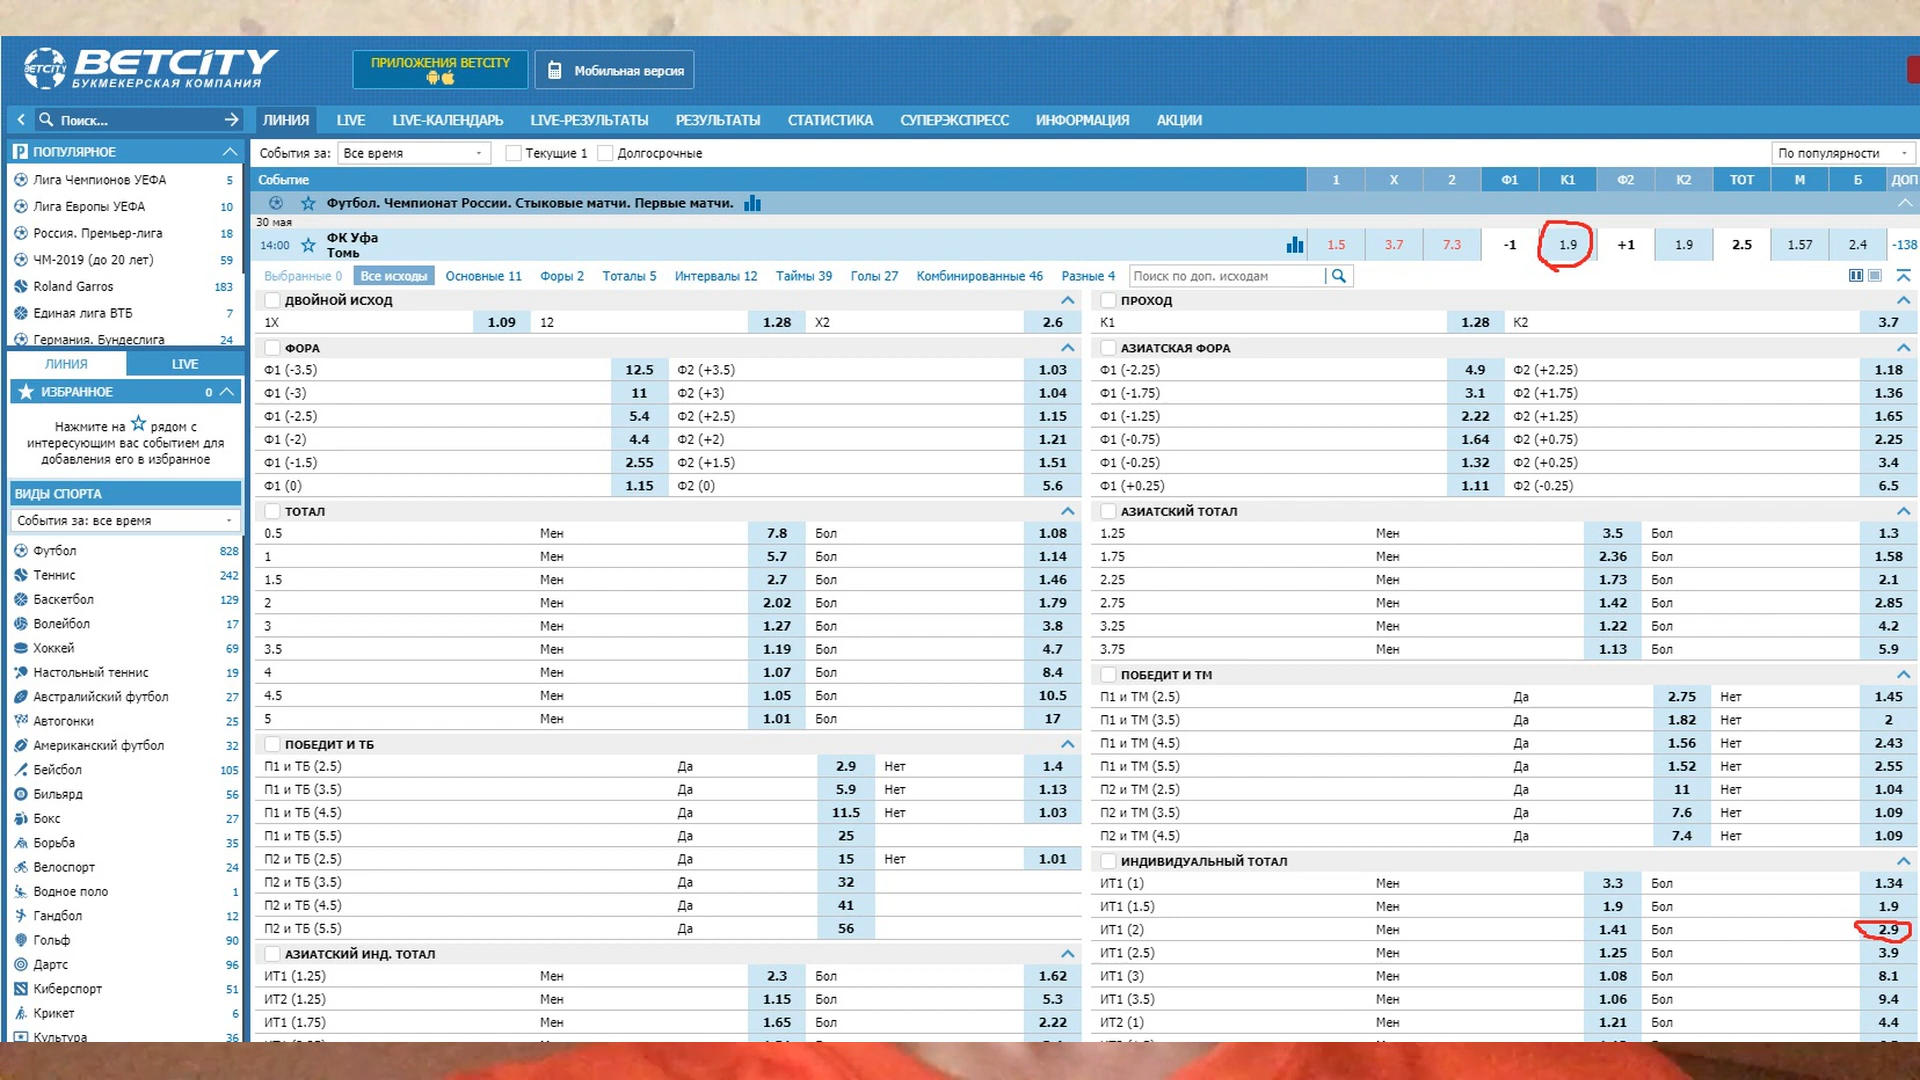 BETCITY
БУКМЕКЕРСКАЯ КОМПАНИЯ
ПРИЛОЖЕНИЯ BETCITY
Мобильная версия
Поиск...
ЛИНИЯ LIVE LIVE-КАЛЕНДАРЬ LIVE-РЕЗУЛЬТАТЫ РЕЗУЛЬТАТЫ СТАТИСТИКА СУПЕРЭКСПРЕСС ИНФОРМАЦИЯ АКЦИИ
ПОПУЛЯРНОЕ
Лига Чемпионов УЕФА 5
Лига Европы УЕФА 10
Россия. Премьер-лига 18
ЧМ-2019 (до 20 лет) 59
Roland Garros 183
Единая лига ВТБ 7
Германия. Бундеслига 24
ЛИНИЯ LIVE
ИЗБРАННОЕ 0
Нажмите на рядом с
интересующим вас событием для
добавления его в избранное
ВИДЫ СПОРТА
События за: все время
Футбол 828
Теннис 242
Баскетбол 129
Волейбол 17
Хоккей 69
Настольный теннис 19
Австралийский футбол 27
Автогонки 25
Американский футбол 32
Бейсбол 105
Бильярд 56
Бокс 27
Борьба 35
Велоспорт 24
Водное поло 1
Гандбол 12
Гольф 90
Дартс 96
Киберспорт 51
Крикет 6
Культура 36
События за: Все время Текущие 1 Долгосрочные По популярности
Событие 1 X 2 Ф1 К1 Ф2 К2 ТОТ М Б ДОП
Футбол. Чемпионат России. Стыковые матчи. Первые матчи.
30 мая
14:00 ФК Уфа
Томь
1.5 3.7 7.3 -1 1.9 +1 1.9 2.5 1.57 2.4 -138
Выбранные 0 Все исходы Основные 11 Форы 2 Тоталы 5 Интервалы 12 Таймы 39 Голы 27 Комбинированные 46 Разные 4 Поиск по доп. исходам
ДВОЙНОЙ ИСХОД
1X 1.09 12 1.28 X2 2.6
ФОРА
Ф1 (-3.5) 12.5 Ф2 (+3.5) 1.03
Ф1 (-3) 11 Ф2 (+3) 1.04
Ф1 (-2.5) 5.4 Ф2 (+2.5) 1.15
Ф1 (-2) 4.4 Ф2 (+2) 1.21
Ф1 (-1.5) 2.55 Ф2 (+1.5) 1.51
Ф1 (0) 1.15 Ф2 (0) 5.6
ТОТАЛ
0.5 Мен 7.8 Бол 1.08
1 Мен 5.7 Бол 1.14
1.5 Мен 2.7 Бол 1.46
2 Мен 2.02 Бол 1.79
3 Мен 1.27 Бол 3.8
3.5 Мен 1.19 Бол 4.7
4 Мен 1.07 Бол 8.4
4.5 Мен 1.05 Бол 10.5
5 Мен 1.01 Бол 17
ПОБЕДИТ И ТБ
П1 и ТБ (2.5) Да 2.9 Нет 1.4
П1 и ТБ (3.5) Да 5.9 Нет 1.13
П1 и ТБ (4.5) Да 11.5 Нет 1.03
П1 и ТБ (5.5) Да 25
П2 и ТБ (2.5) Да 15 Нет 1.01
П2 и ТБ (3.5) Да 32
П2 и ТБ (4.5) Да 41
П2 и ТБ (5.5) Да 56
АЗИАТСКИЙ ИНД. ТОТАЛ
ИТ1 (1.25) Мен 2.3 Бол 1.62
ИТ2 (1.25) Мен 1.15 Бол 5.3
ИТ1 (1.75) Мен 1.65 Бол 2.22
ПРОХОД
К1 1.28 К2 3.7
АЗИАТСКАЯ ФОРА
Ф1 (-2.25) 4.9 Ф2 (+2.25) 1.18
Ф1 (-1.75) 3.1 Ф2 (+1.75) 1.36
Ф1 (-1.25) 2.22 Ф2 (+1.25) 1.65
Ф1 (-0.75) 1.64 Ф2 (+0.75) 2.25
Ф1 (-0.25) 1.32 Ф2 (+0.25) 3.4
Ф1 (+0.25) 1.11 Ф2 (-0.25) 6.5
АЗИАТСКИЙ ТОТАЛ
1.25 Мен 3.5 Бол 1.3
1.75 Мен 2.36 Бол 1.58
2.25 Мен 1.73 Бол 2.1
2.75 Мен 1.42 Бол 2.85
3.25 Мен 1.22 Бол 4.2
3.75 Мен 1.13 Бол 5.9
ПОБЕДИТ И ТМ
П1 и ТМ (2.5) Да 2.75 Нет 1.45
П1 и ТМ (3.5) Да 1.82 Нет 2
П1 и ТМ (4.5) Да 1.56 Нет 2.43
П1 и ТМ (5.5) Да 1.52 Нет 2.55
П2 и ТМ (2.5) Да 11 Нет 1.04
П2 и ТМ (3.5) Да 7.6 Нет 1.09
П2 и ТМ (4.5) Да 7.4 Нет 1.09
ИНДИВИДУАЛЬНЫЙ ТОТАЛ
ИТ1 (1) Мен 3.3 Бол 1.34
ИТ1 (1.5) Мен 1.9 Бол 1.9
ИТ1 (2) Мен 1.41 Бол 2.9
ИТ1 (2.5) Мен 1.25 Бол 3.9
ИТ1 (3) Мен 1.08 Бол 8.1
ИТ1 (3.5) Мен 1.06 Бол 9.4
ИТ2 (1) Мен 1.21 Бол 4.4